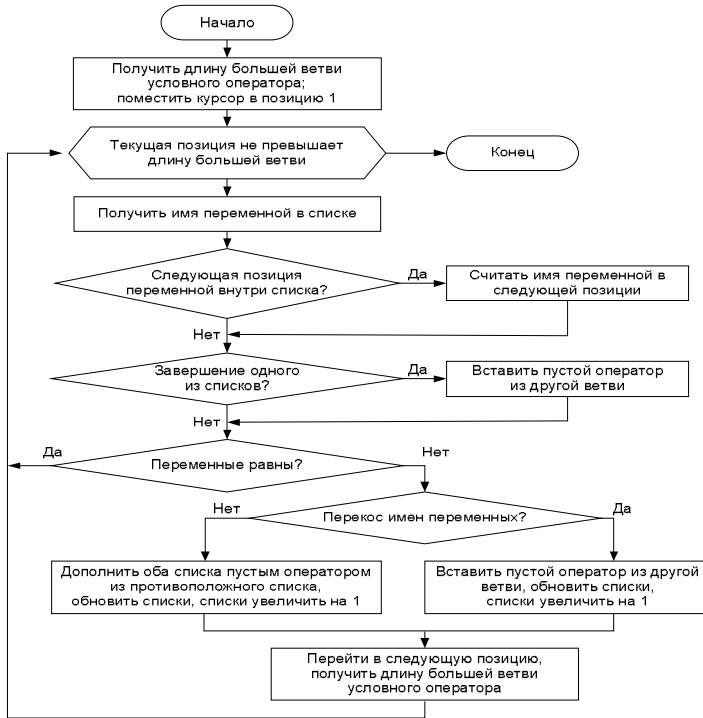 Начало
Получить длину большей ветви
условного оператора;
поместить курсор в позицию 1
Текущая позиция не превышает
длину большей ветви
Конец
Получить имя переменной в списке
Следующая позиция
переменной внутри списка?
Да
Считать имя переменной в
следующей позиции
Нет
Завершение одного
из списков?
Да
Вставить пустой оператор
из другой ветви
Нет
Да
Переменные равны?
Нет
Нет
Перекос имен переменных?
Да
Дополнить оба списка пустым оператором
из противоположного списка,
обновить списки, списки увеличить на 1
Вставить пустой оператор из другой
ветви, обновить списки,
списки увеличить на 1
Перейти в следующую позицию,
получить длину большей ветви
условного оператора